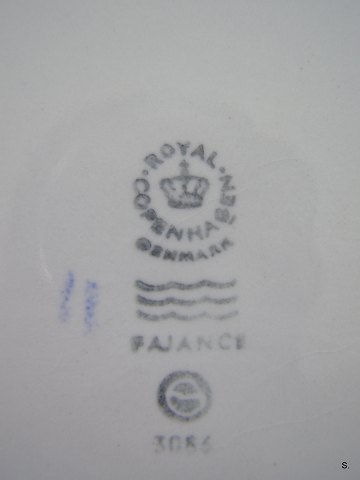 ROYAL COPENHAGEN
DENMARK
FAJANCE
3086
S.